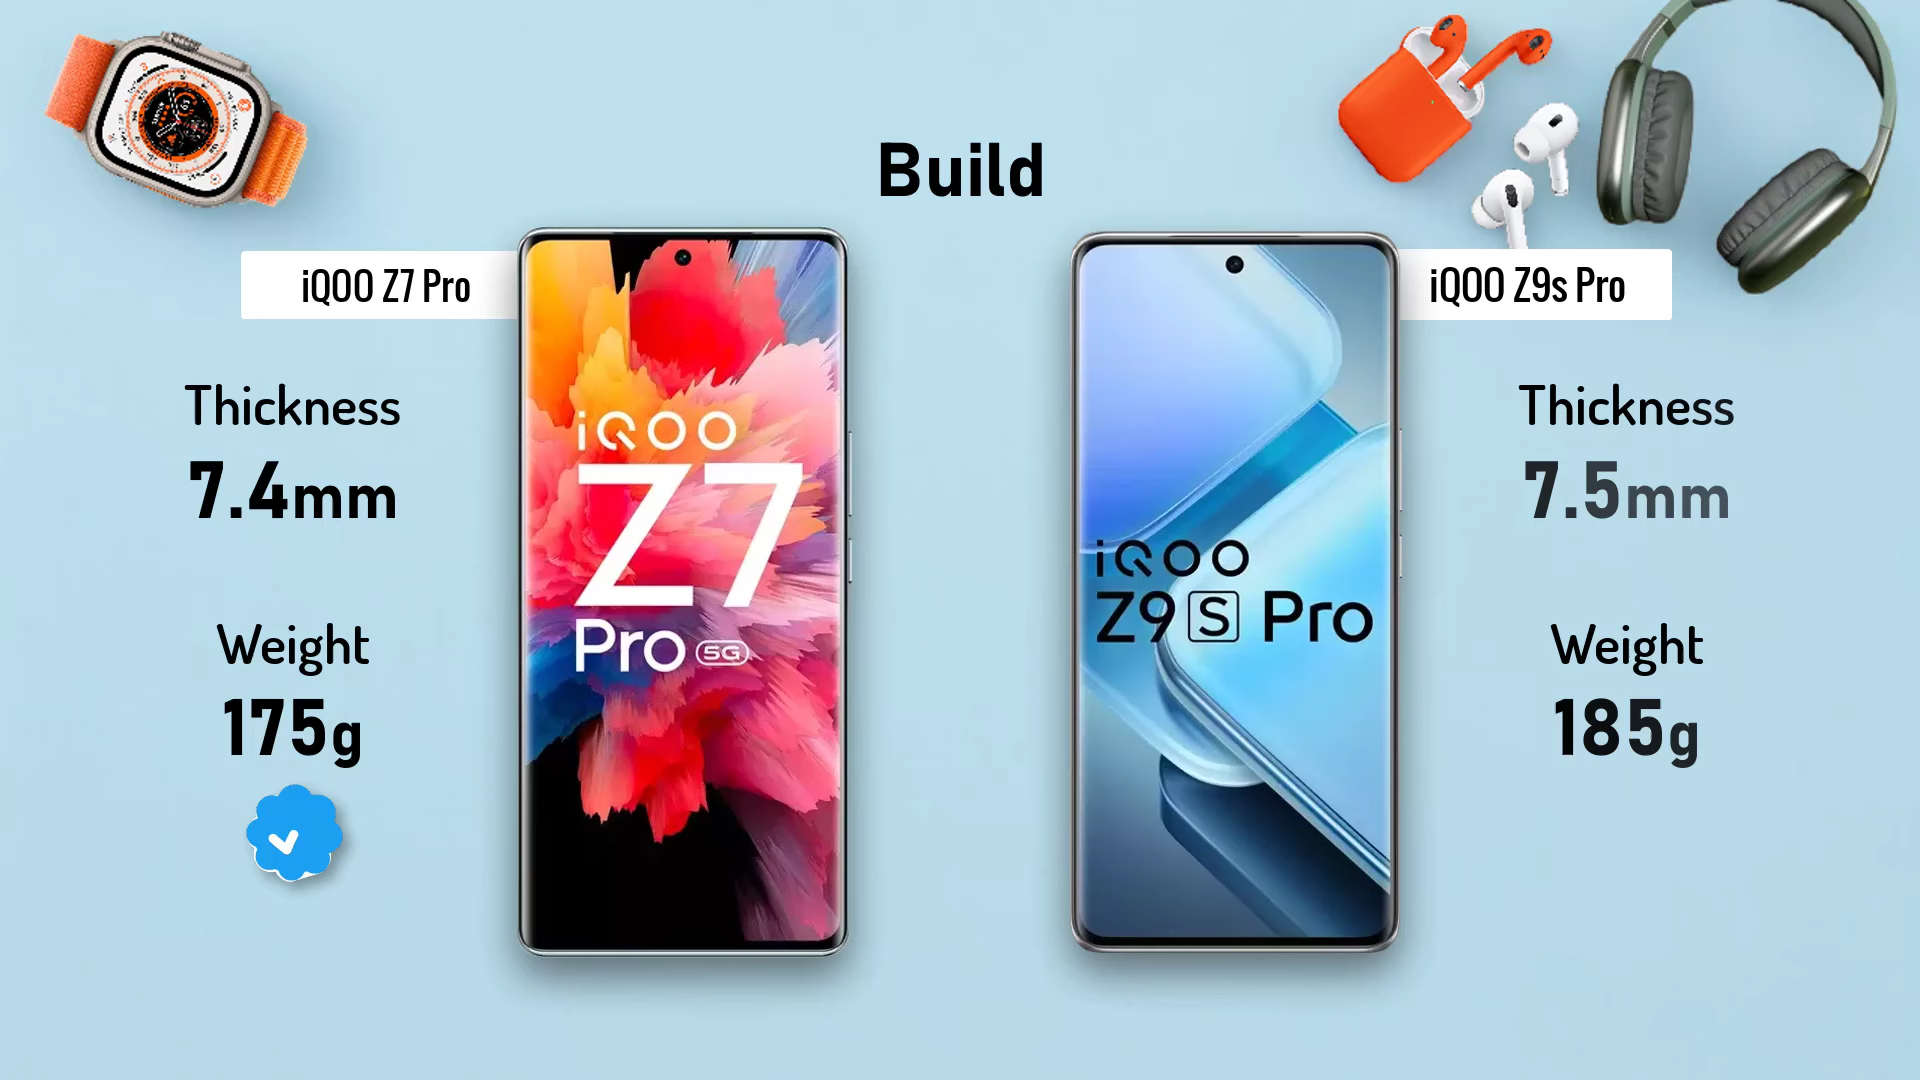 Build
iQOO Z7 Pro
Thickness
7.4mm
Weight
175g
iQOO
Z7
Pro 5G
iQOO
Z9 S Pro
iQOO Z9s Pro
Thickness
7.5mm
Weight
185g